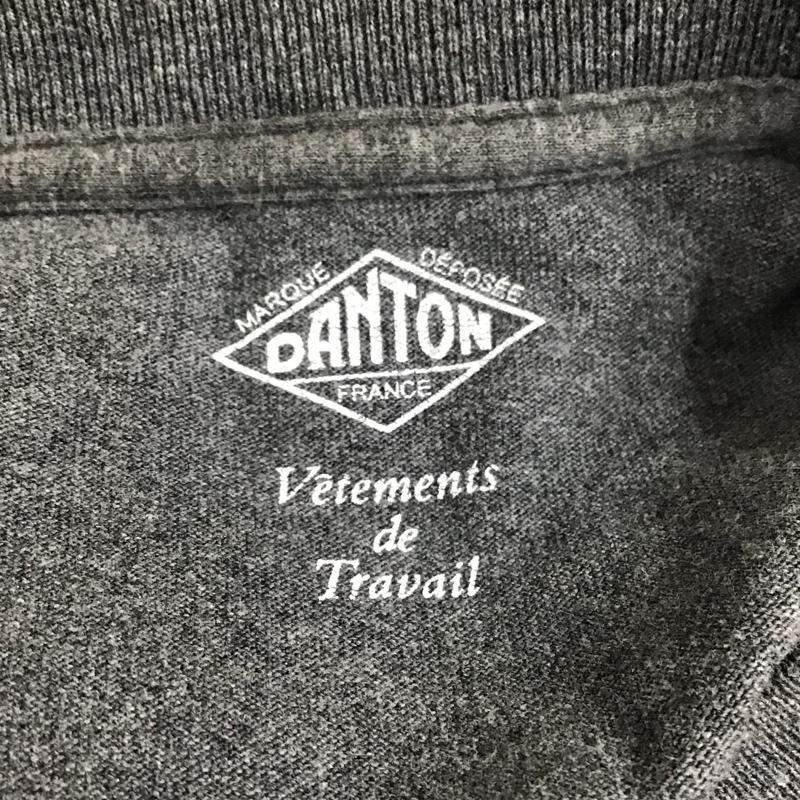 MARQUE DÉPOSÉE
DANTON
FRANCE
Vêtements
de
Travail